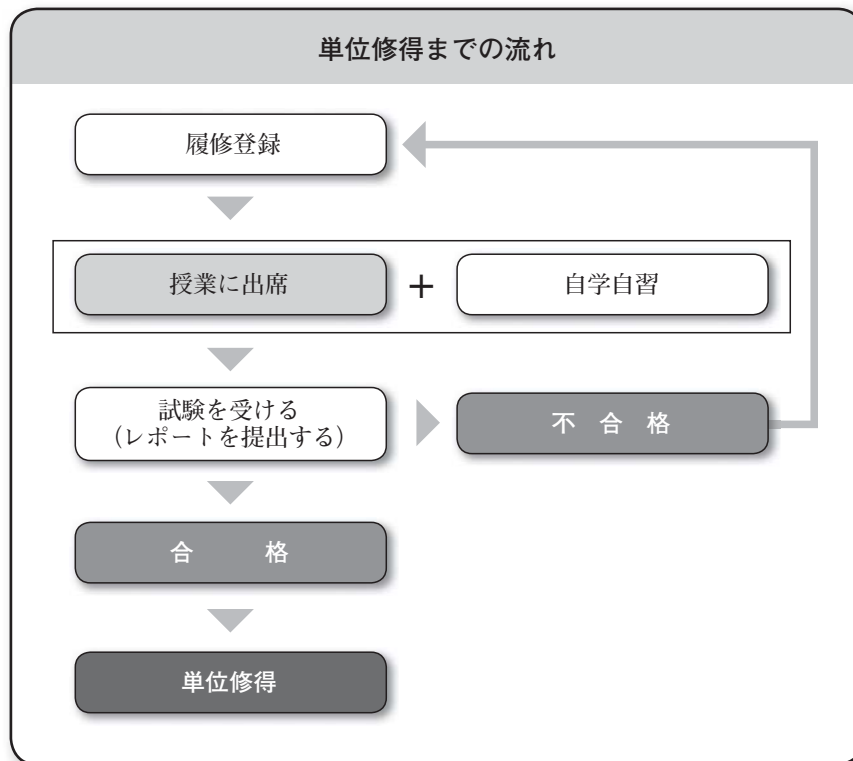 単位修得までの流れ
履修登録
授業に出席 + 自学自習
試験を受ける
(レポートを提出する)
不 合 格
合 格
単位修得